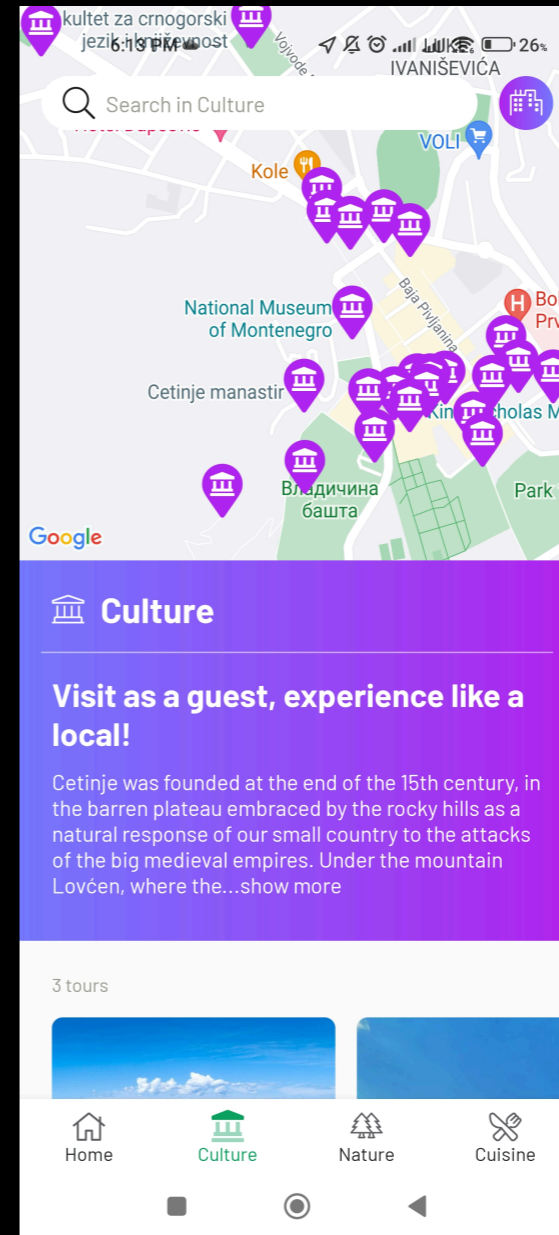 kultet za crnogorski
jezik i književnost
6:13 PM
26%
Vojvode
IVANIŠEVIĆA
Search in Culture
VOLI
Kole
Baja Pivljanina
National Museum
of Montenegro
H
Bo
Prv
Cetinje manastir
holas M
Владичина
башта
Park
Google
Culture
Visit as a guest, experience like a
local!
Cetinje was founded at the end of the 15th century, in
the barren plateau embraced by the rocky hills as a
natural response of our small country to the attacks
of the big medieval empires. Under the mountain
Lovćen, where the...show more
3 tours
Home
Culture
Nature
Cuisine